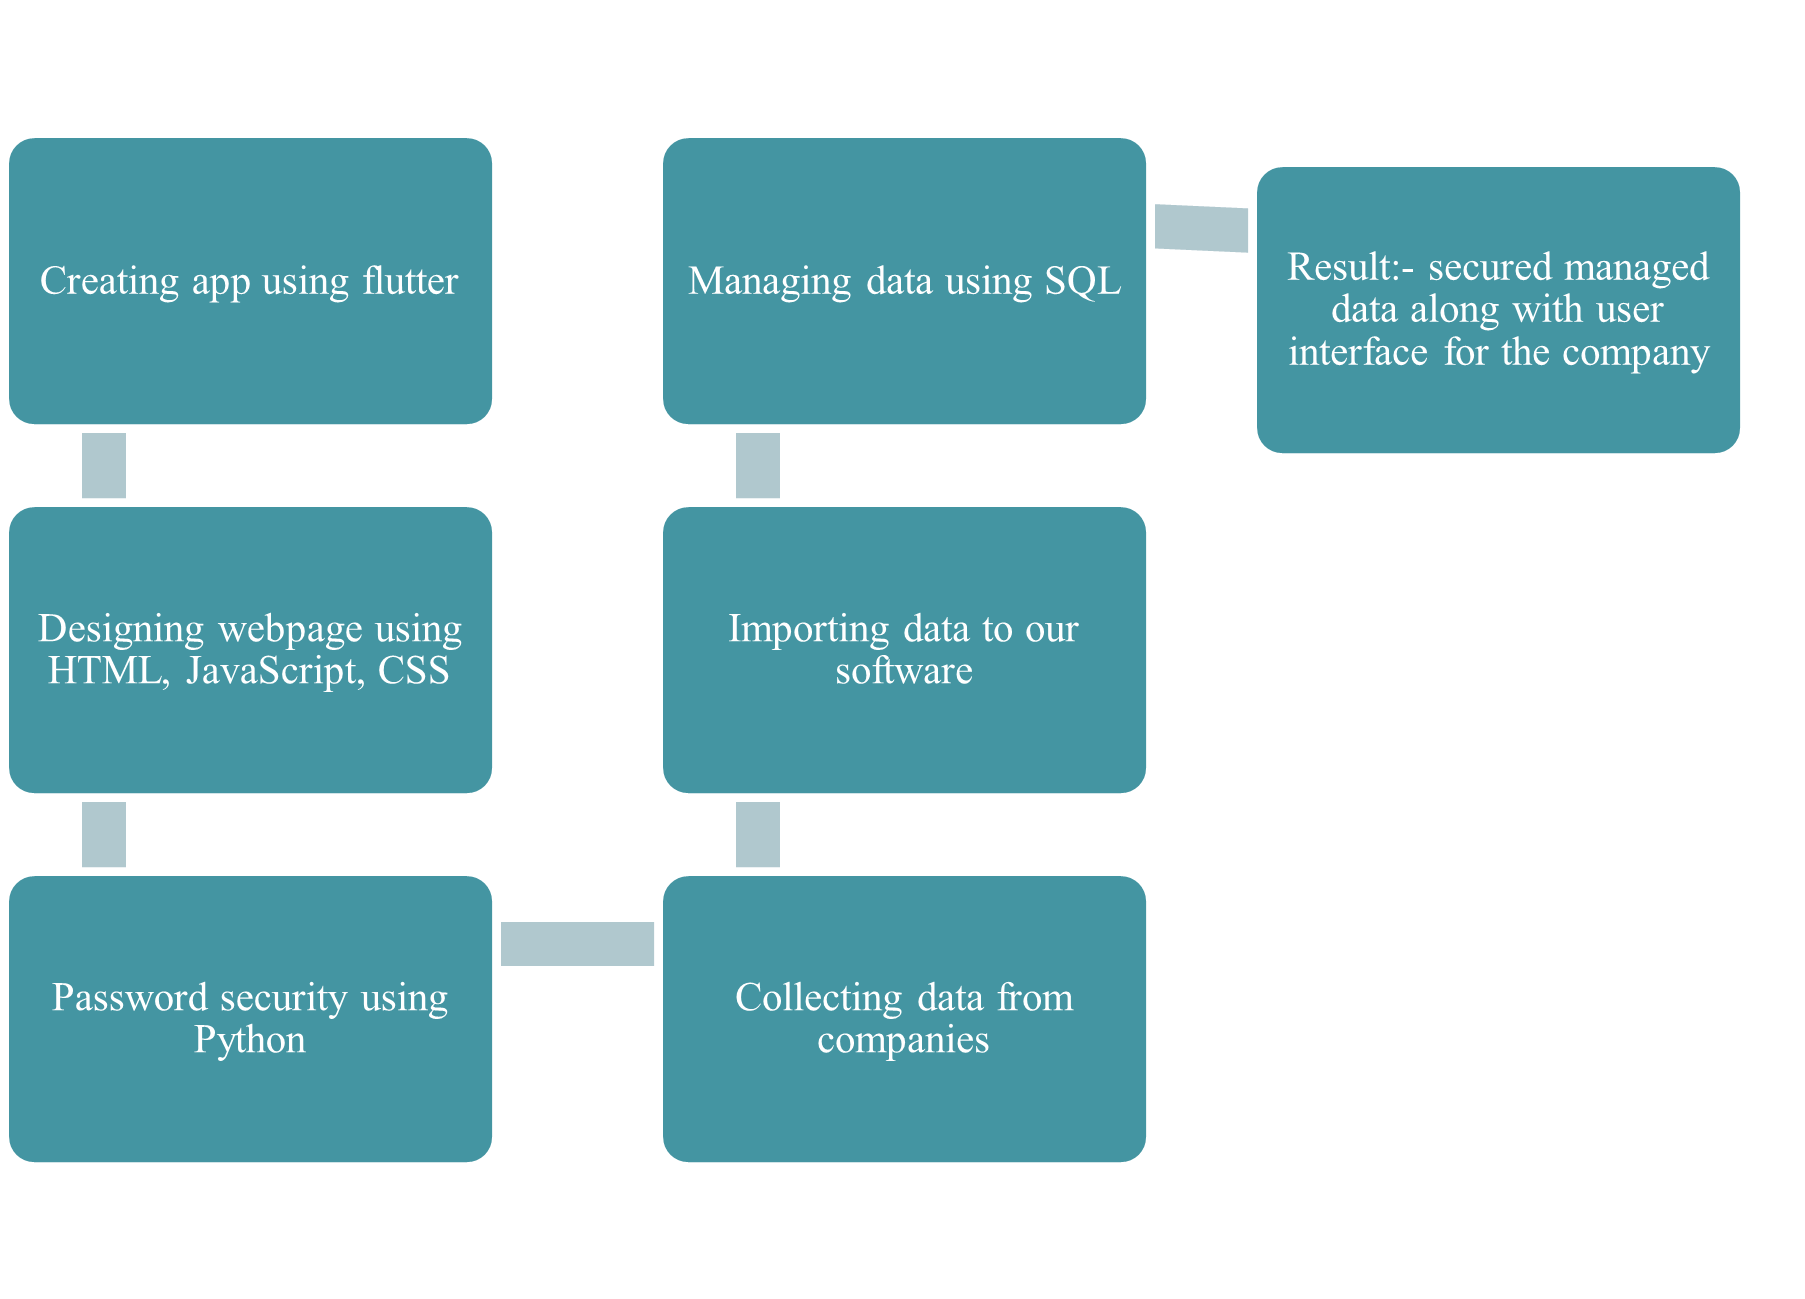 Creating app using flutter
Designing webpage using
HTML, JavaScript, CSS
Password security using
Python
Collecting data from
companies
Importing data to our
software
Managing data using SQL
Result:- secured managed
data along with user
interface for the company